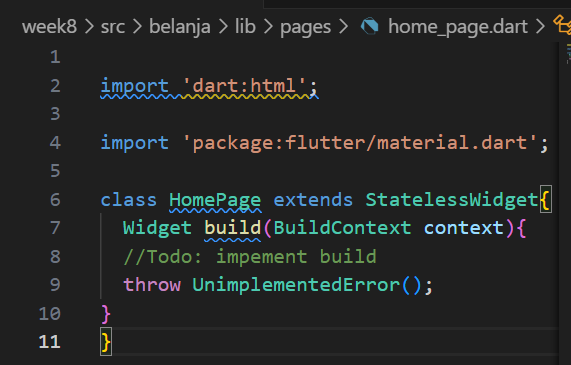 week8 > src > belanja > lib > pages > home_page.dart >
1
2 import 'dart:html';
3
4 import 'package:flutter/material.dart';
5
6 class HomePage extends StatelessWidget{
7 Widget build(BuildContext context){
8 //Todo: impement build
9 throw UnimplementedError();
10 }
11 }